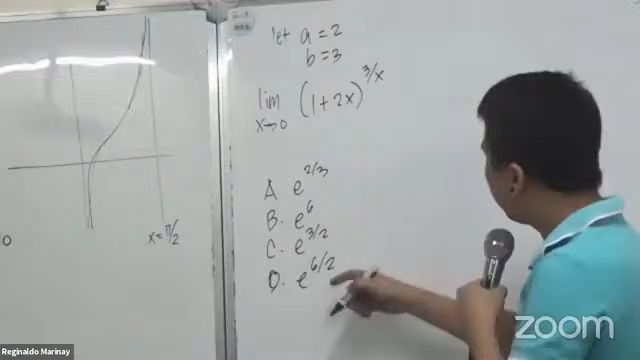 let a = 2
b = 3
lim (1 + 2x)^3/x
x→0
A e^2/3
B. e^6
C. e^3/2
D. e^6/2
x = π/2
0
Reginaldo Marinay
zoom